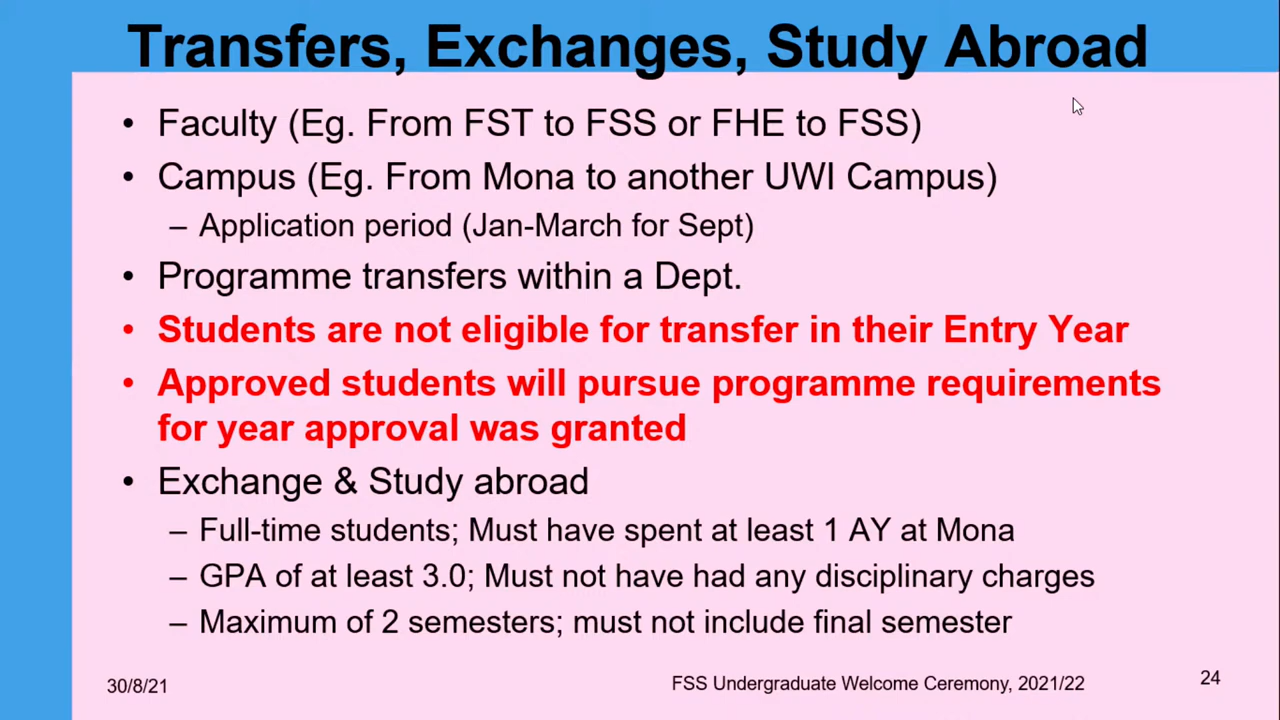 Transfers, Exchanges, Study Abroad
• Faculty (Eg. From FST to FSS or FHE to FSS)
• Campus (Eg. From Mona to another UWI Campus)
– Application period (Jan-March for Sept)
• Programme transfers within a Dept.
• Students are not eligible for transfer in their Entry Year
• Approved students will pursue programme requirements
for year approval was granted
• Exchange & Study abroad
– Full-time students; Must have spent at least 1 AY at Mona
– GPA of at least 3.0; Must not have had any disciplinary charges
– Maximum of 2 semesters; must not include final semester
30/8/21
FSS Undergraduate Welcome Ceremony, 2021/22
24